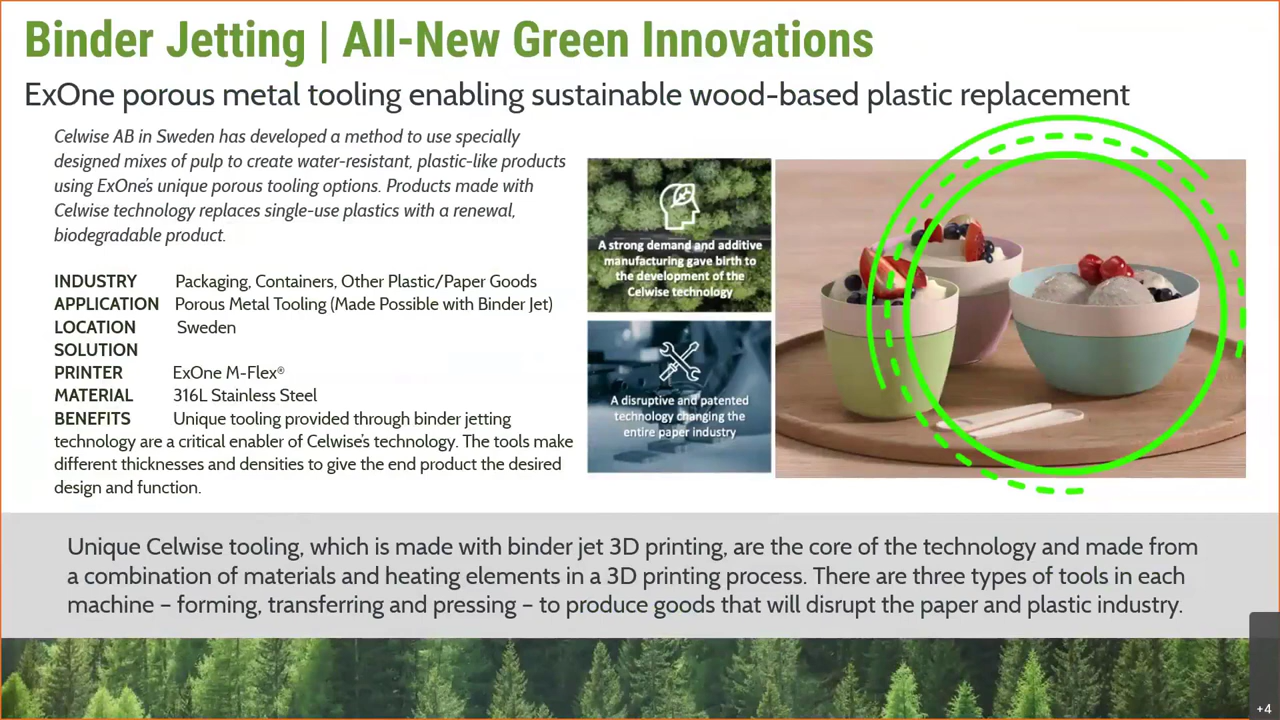 Binder Jetting | All-New Green Innovations
ExOne porous metal tooling enabling sustainable wood-based plastic replacement
Celwise AB in Sweden has developed a method to use specially
designed mixes of pulp to create water-resistant, plastic-like products
using ExOne's unique porous tooling options. Products made with
Celwise technology replaces single-use plastics with a renewal,
biodegradable product.
INDUSTRY Packaging, Containers, Other Plastic/Paper Goods
APPLICATION Porous Metal Tooling (Made Possible with Binder Jet)
LOCATION Sweden
SOLUTION
PRINTER ExOne M-Flex®
MATERIAL 316L Stainless Steel
BENEFITS Unique tooling provided through binder jetting
technology are a critical enabler of Celwise's technology. The tools make
different thicknesses and densities to give the end product the desired
design and function.
A strong demand and additive
manufacturing gave birth to
the development of the
Celwise technology
A disruptive and patented
technology changing the
entire paper industry
Unique Celwise tooling, which is made with binder jet 3D printing, are the core of the technology and made from
a combination of materials and heating elements in a 3D printing process. There are three types of tools in each
machine – forming, transferring and pressing – to produce goods that will disrupt the paper and plastic industry.
+4